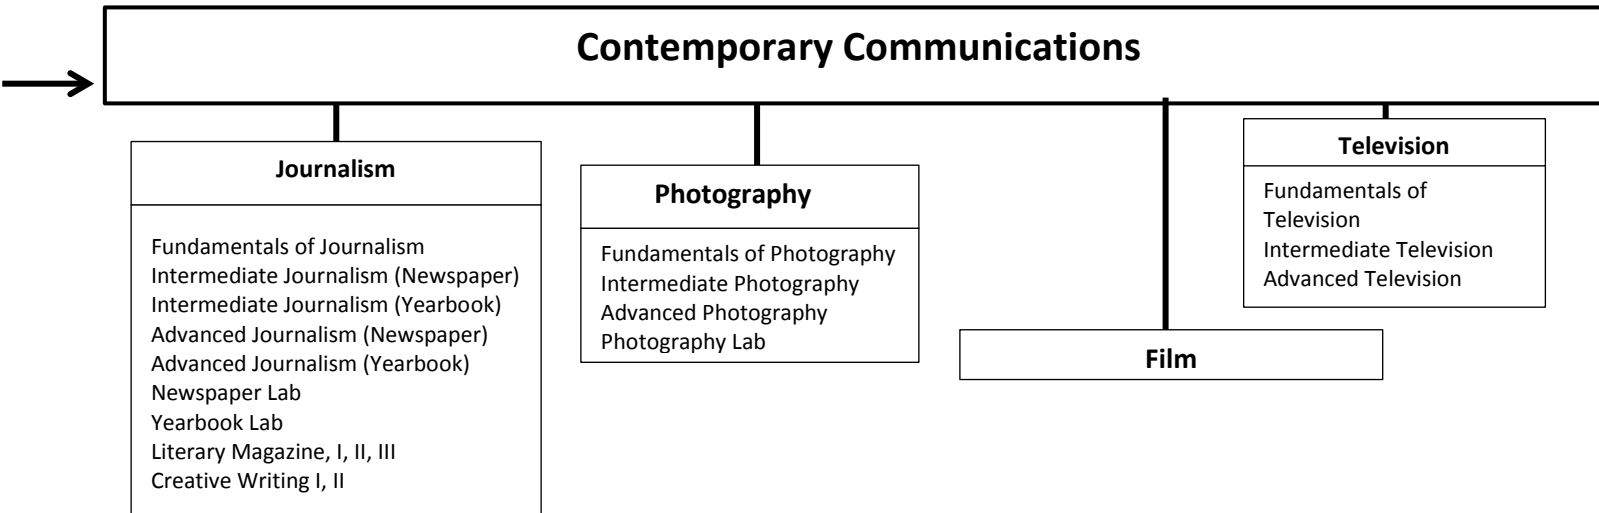 Contemporary Communications
Journalism
Fundamentals of Journalism
Intermediate Journalism (Newspaper)
Intermediate Journalism (Yearbook)
Advanced Journalism (Newspaper)
Advanced Journalism (Yearbook)
Newspaper Lab
Yearbook Lab
Literary Magazine, I, II, III
Creative Writing I, II
Photography
Fundamentals of Photography
Intermediate Photography
Advanced Photography
Photography Lab
Film
Television
Fundamentals of
Television
Intermediate Television
Advanced Television